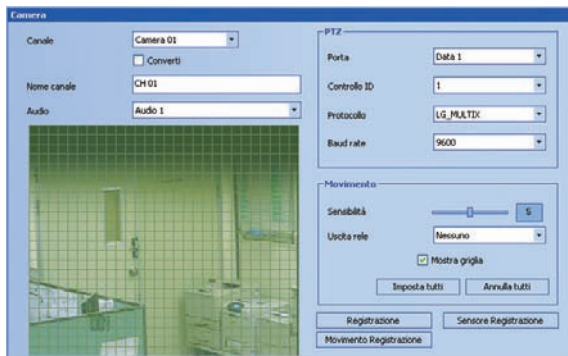 Camera
Canale Camera 01
Converti
Nome canale CH 01
Audio Audio 1
PTZ
Porta Data 1
Controllo ID 1
Protocollo LG_MULTIX
Baud rate 9600
Movimento
Sensibilità 5
Uscita rele Nessuno
Mostra griglia
Imposta tutti Annulla tutti
Registrazione Sensore Registrazione
Movimento Registrazione